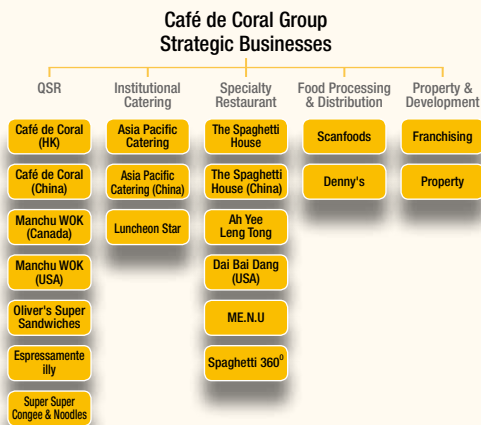 Café de Coral Group
Strategic Businesses
QSR
Institutional
Catering
Specialty
Restaurant
Food Processing
& Distribution
Property &
Development
Café de Coral
(HK)
Café de Coral
(China)
Manchu WOK
(Canada)
Manchu WOK
(USA)
Oliver's Super
Sandwiches
Espressamente
illy
Super Super
Congee & Noodles
Asia Pacific
Catering
Asia Pacific
Catering (China)
Luncheon Star
The Spaghetti
House
The Spaghetti
House (China)
Ah Yee
Leng Tong
Dai Bai Dang
(USA)
ME.N.U
Spaghetti 360⁰
Scanfoods
Denny's
Franchising
Property